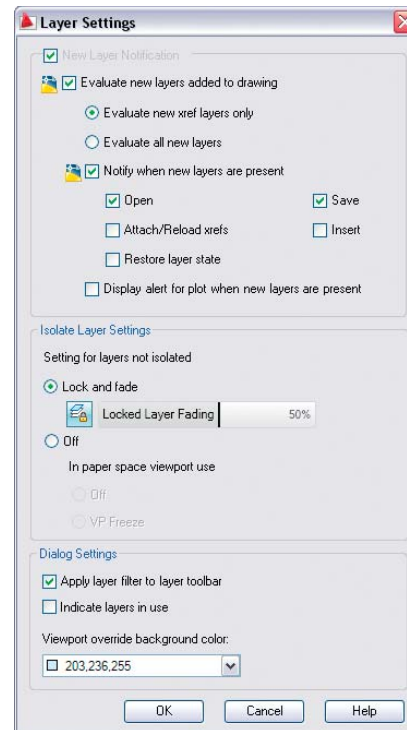 Layer Settings
New Layer Notification
Evaluate new layers added to drawing
Evaluate new xref layers only
Evaluate all new layers
Notify when new layers are present
Open Save
Attach/Reload xrefs Insert
Restore layer state
Display alert for plot when new layers are present
Isolate Layer Settings
Setting for layers not isolated
Lock and fade
Locked Layer Fading 50%
Off
In paper space viewport use
Off
VP Freeze
Dialog Settings
Apply layer filter to layer toolbar
Indicate layers in use
Viewport override background color:
203,236,255
OK Cancel Help